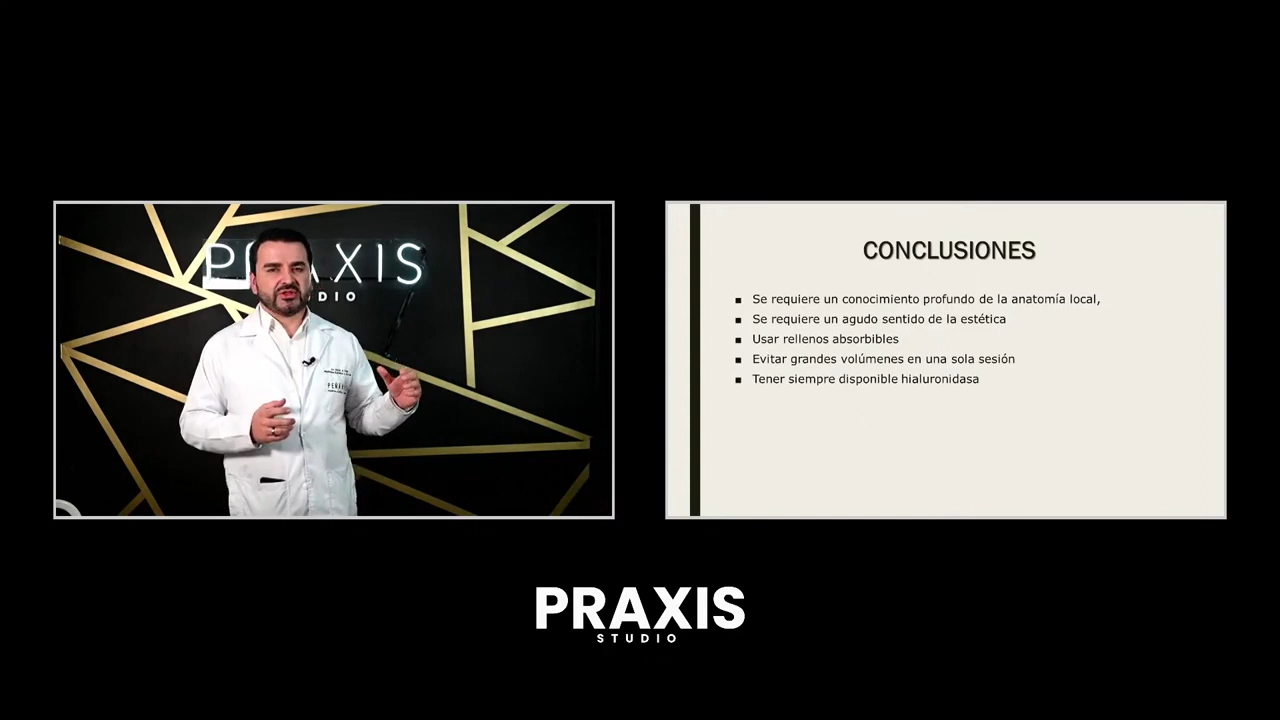 PRAXIS
DIO
CONCLUSIONES
Se requiere un conocimiento profundo de la anatomía local,
Se requiere un agudo sentido de la estética
Usar rellenos absorbibles
Evitar grandes volúmenes en una sola sesión
Tener siempre disponible hialuronidasa
PRAXIS
STUDIO